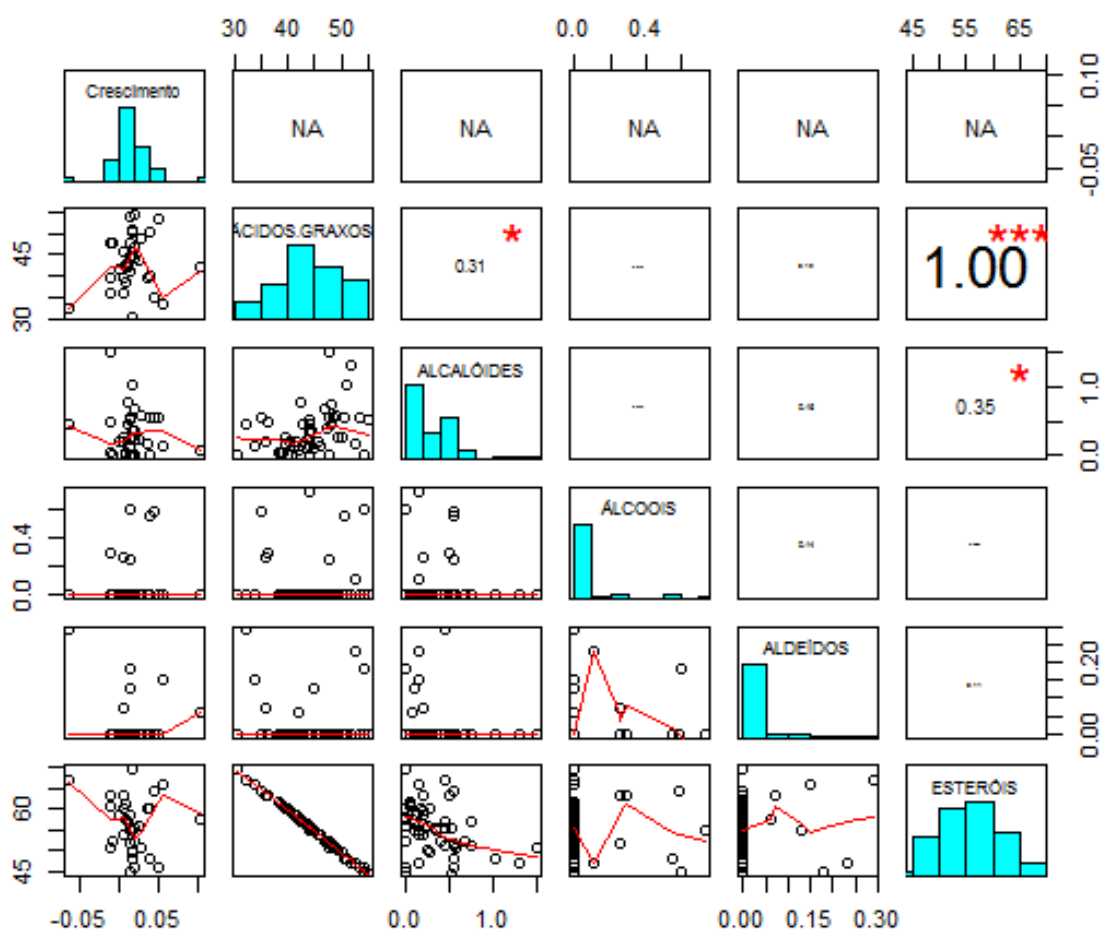 30 40 50 0.0 0.4 45 55 65
Crescimento NA NA NA NA NA -0.05 0.10
30 45 ÁCIDOS.GRAXOS 0.31 * 1.00 ***
ALCALÓIDES 0.35 * 0.0 1.0
0.0 0.4 ÁLCOOIS
ALDEÍDOS 0.00 0.20
45 60 ESTERÓIS
-0.05 0.05 0.0 1.0 0.00 0.15 0.30